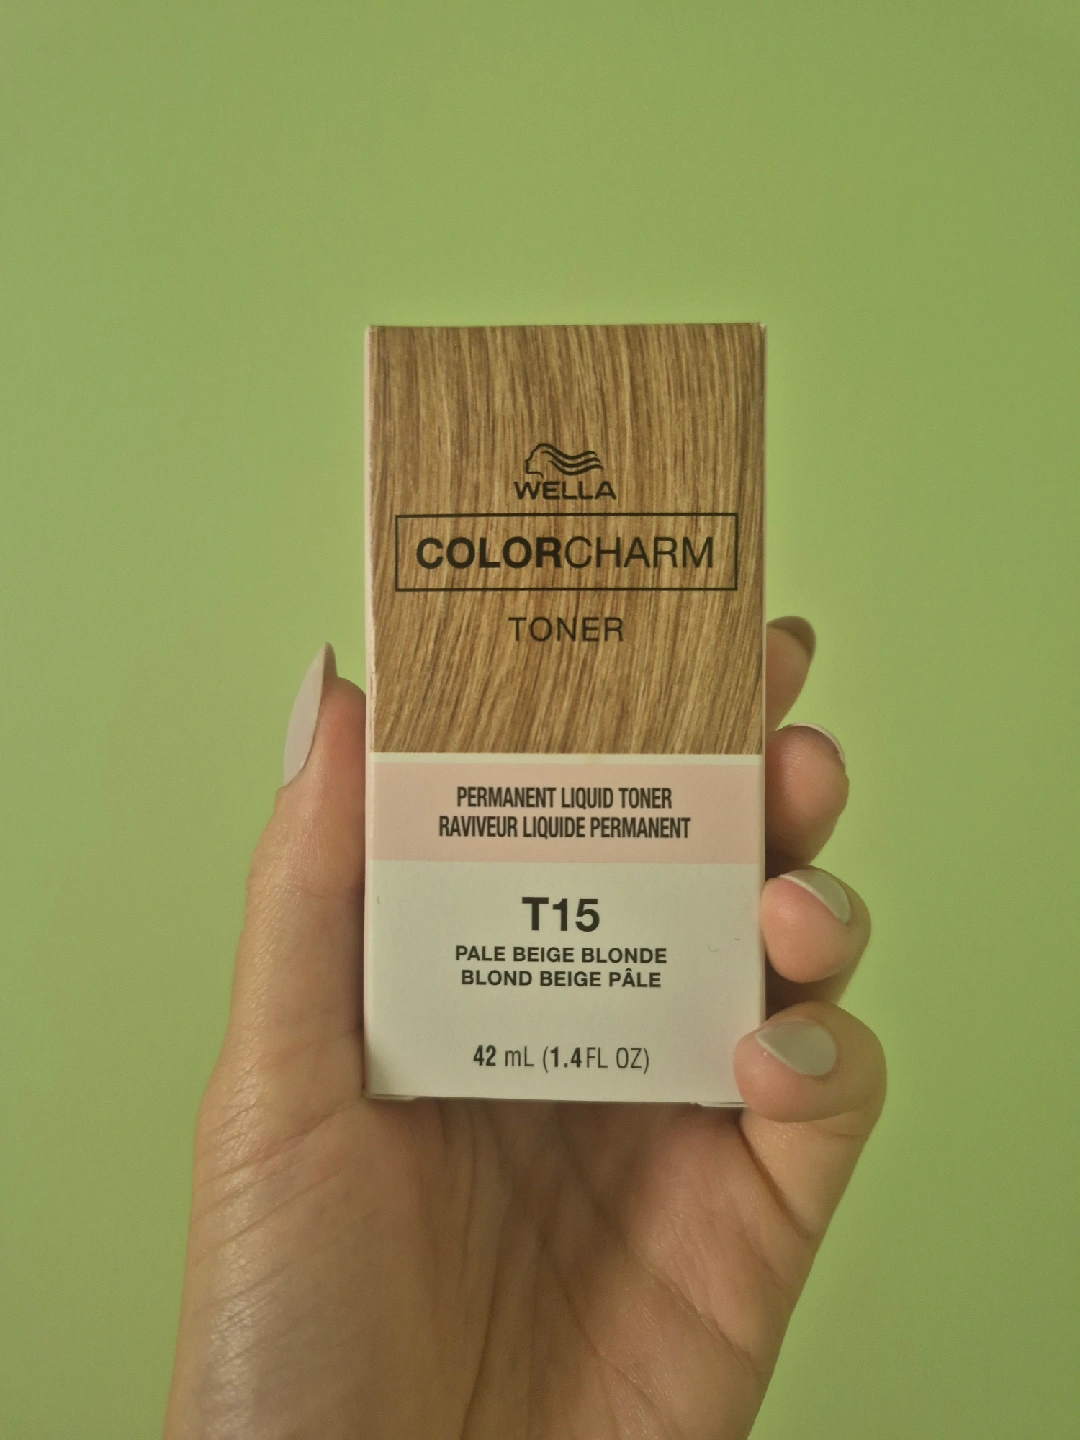 WELLA
COLORCHARM
TONER
PERMANENT LIQUID TONER
RAVIVEUR LIQUIDE PERMANENT
T15
PALE BEIGE BLONDE
BLOND BEIGE PÂLE
42 mL (1.4 FL OZ)